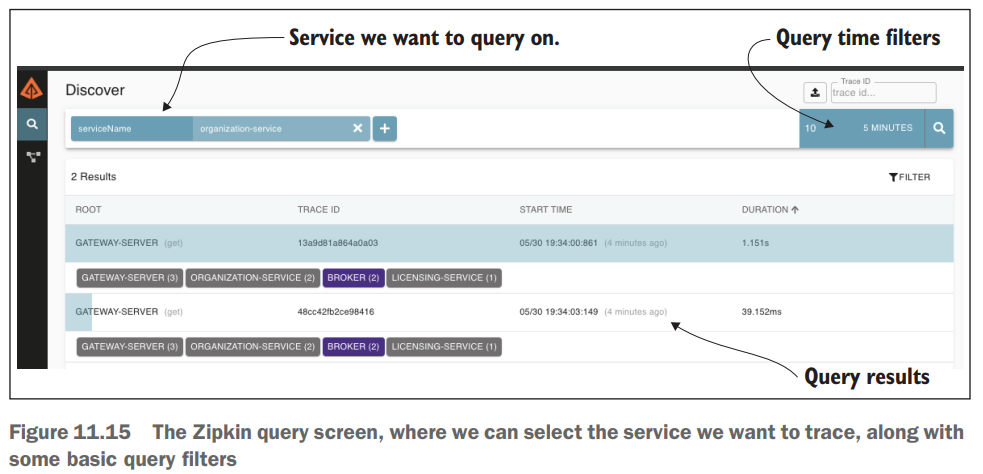 Service we want to query on.
Query time filters
Discover
Trace ID
trace id...
serviceName organization-service
10 5 MINUTES
2 Results
FILTER
ROOT TRACE ID START TIME DURATION
GATEWAY-SERVER (get) 13a9d81a864a0a03 05/30 19:34:00:861 (4 minutes ago) 1.151s
GATEWAY-SERVER (3) ORGANIZATION-SERVICE (2) BROKER (2) LICENSING-SERVICE (1)
GATEWAY-SERVER (get) 48cc42fb2ce98416 05/30 19:34:03:149 (4 minutes ago) 39.152ms
GATEWAY-SERVER (3) ORGANIZATION-SERVICE (2) BROKER (2) LICENSING-SERVICE (1)
Query results
Figure 11.15 The Zipkin query screen, where we can select the service we want to trace, along with
some basic query filters